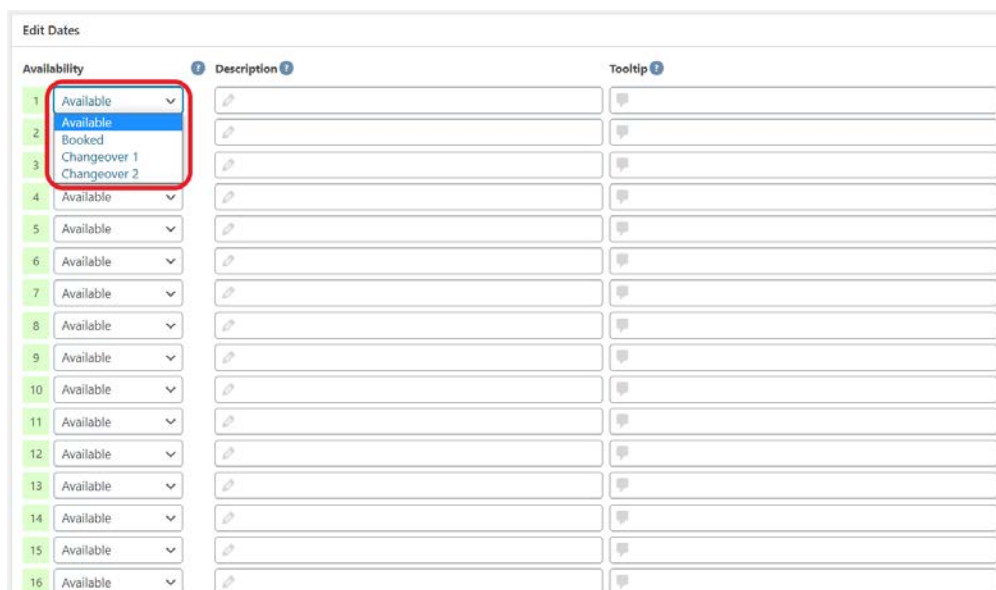 Edit Dates
Availability ? Description ? Tooltip ?
1 Available
Available
2
Booked
Changeover 1
3
Changeover 2
4 Available
5 Available
6 Available
7 Available
8 Available
9 Available
10 Available
11 Available
12 Available
13 Available
14 Available
15 Available
16 Available